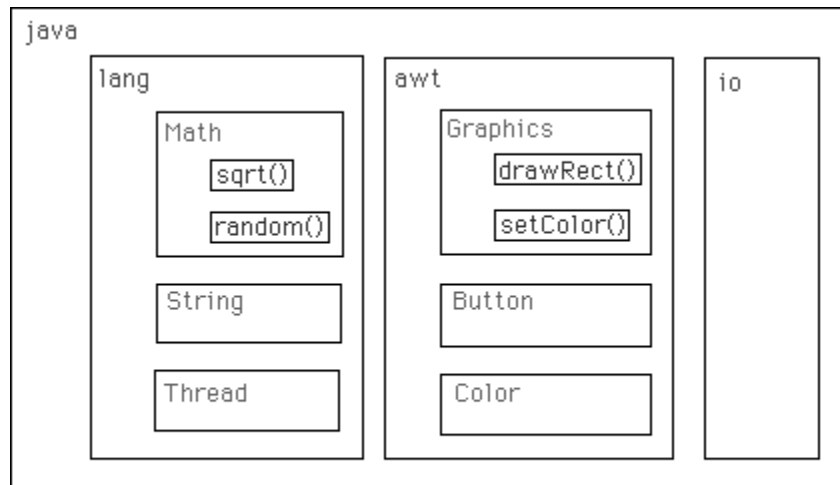 java
lang
Math
sqrt()
random()
String
Thread
awt
Graphics
drawRect()
setColor()
Button
Color
io